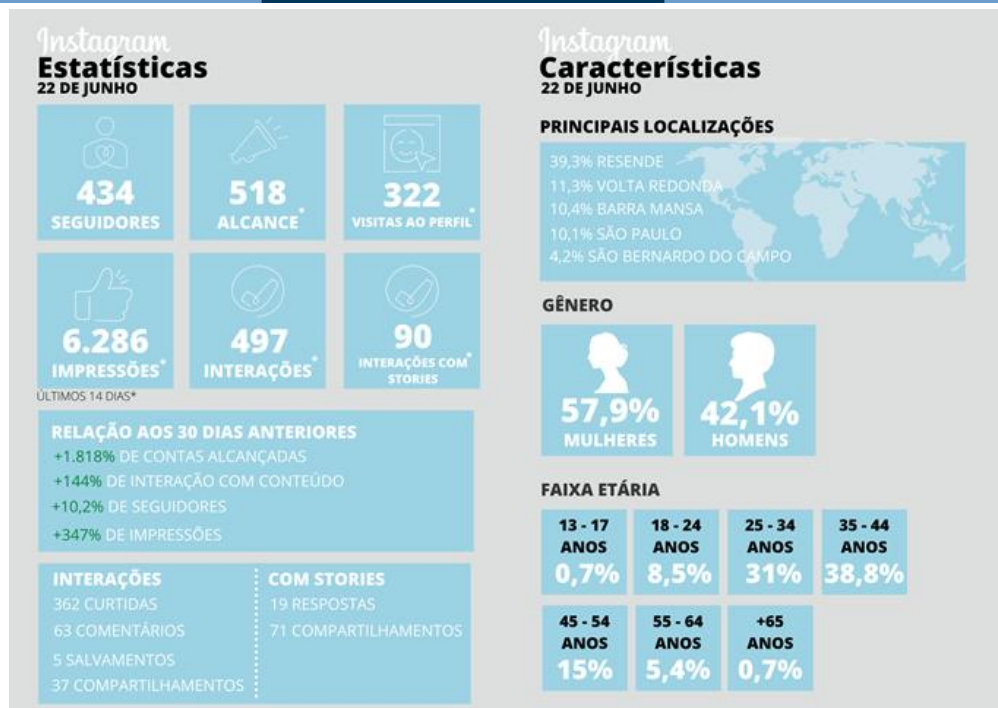 Instagram
Estatísticas
22 DE JUNHO
434
SEGUIDORES
518
ALCANCE*
322
VISITAS AO PERFIL*
6.286
IMPRESSÕES*
497
INTERAÇÕES*
90
INTERAÇÕES COM*
STORIES
ÚLTIMOS 14 DIAS*
RELAÇÃO AOS 30 DIAS ANTERIORES
+1.818% DE CONTAS ALCANÇADAS
+144% DE INTERAÇÃO COM CONTEÚDO
+10,2% DE SEGUIDORES
+347% DE IMPRESSÕES
INTERAÇÕES
362 CURTIDAS
63 COMENTÁRIOS
5 SALVAMENTOS
37 COMPARTILHAMENTOS
COM STORIES
19 RESPOSTAS
71 COMPARTILHAMENTOS
Instagram
Características
22 DE JUNHO
PRINCIPAIS LOCALIZAÇÕES
39,3% RESENDE
11,3% VOLTA REDONDA
10,4% BARRA MANSA
10,1% SÃO PAULO
4,2% SÃO BERNARDO DO CAMPO
GÊNERO
57,9%
MULHERES
42,1%
HOMENS
FAIXA ETÁRIA
13 - 17
ANOS
0,7%
18 - 24
ANOS
8,5%
25 - 34
ANOS
31%
35 - 44
ANOS
38,8%
45 - 54
ANOS
15%
55 - 64
ANOS
5,4%
+65
ANOS
0,7%